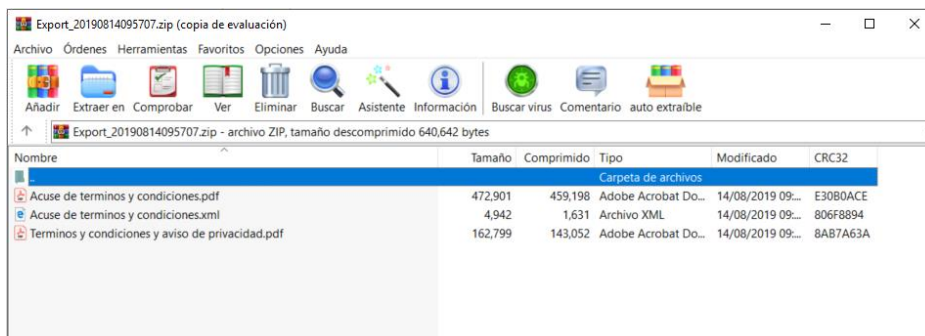 Export_20190814095707.zip (copia de evaluación)
Archivo Órdenes Herramientas Favoritos Opciones Ayuda
Añadir Extraer en Comprobar Ver Eliminar Buscar Asistente Información Buscar virus Comentario auto extraíble
Export_20190814095707.zip - archivo ZIP, tamaño descomprimido 640,642 bytes
Nombre Tamaño Comprimido Tipo Modificado CRC32
.. Carpeta de archivos
Acuse de terminos y condiciones.pdf 472,901 459,198 Adobe Acrobat Do... 14/08/2019 09:... E30B0ACE
Acuse de terminos y condiciones.xml 4,942 1,631 Archivo XML 14/08/2019 09:... 806F8894
Terminos y condiciones y aviso de privacidad.pdf 162,799 143,052 Adobe Acrobat Do... 14/08/2019 09:... 8AB7A63A